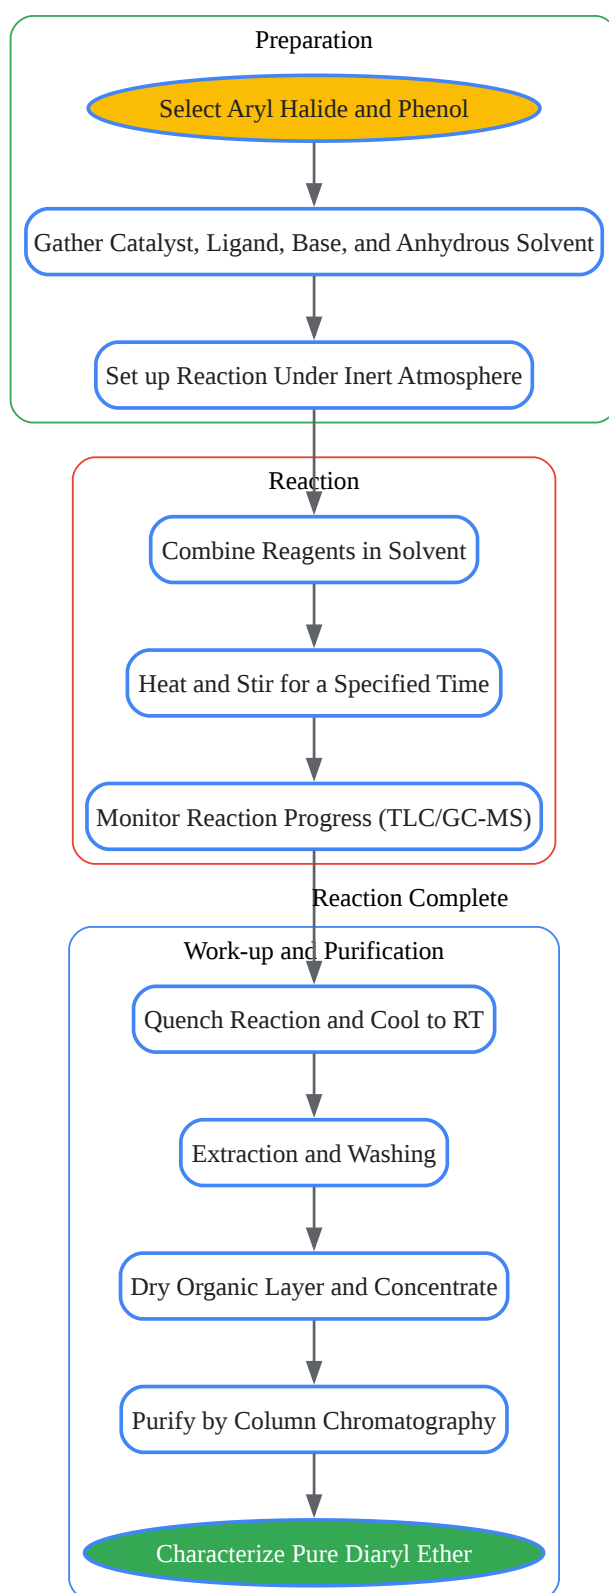 Preparation
Select Aryl Halide and Phenol
Gather Catalyst, Ligand, Base, and Anhydrous Solvent
Set up Reaction Under Inert Atmosphere
Reaction
Combine Reagents in Solvent
Heat and Stir for a Specified Time
Monitor Reaction Progress (TLC/GC-MS)
Reaction Complete
Work-up and Purification
Quench Reaction and Cool to RT
Extraction and Washing
Dry Organic Layer and Concentrate
Purify by Column Chromatography
Characterize Pure Diaryl Ether